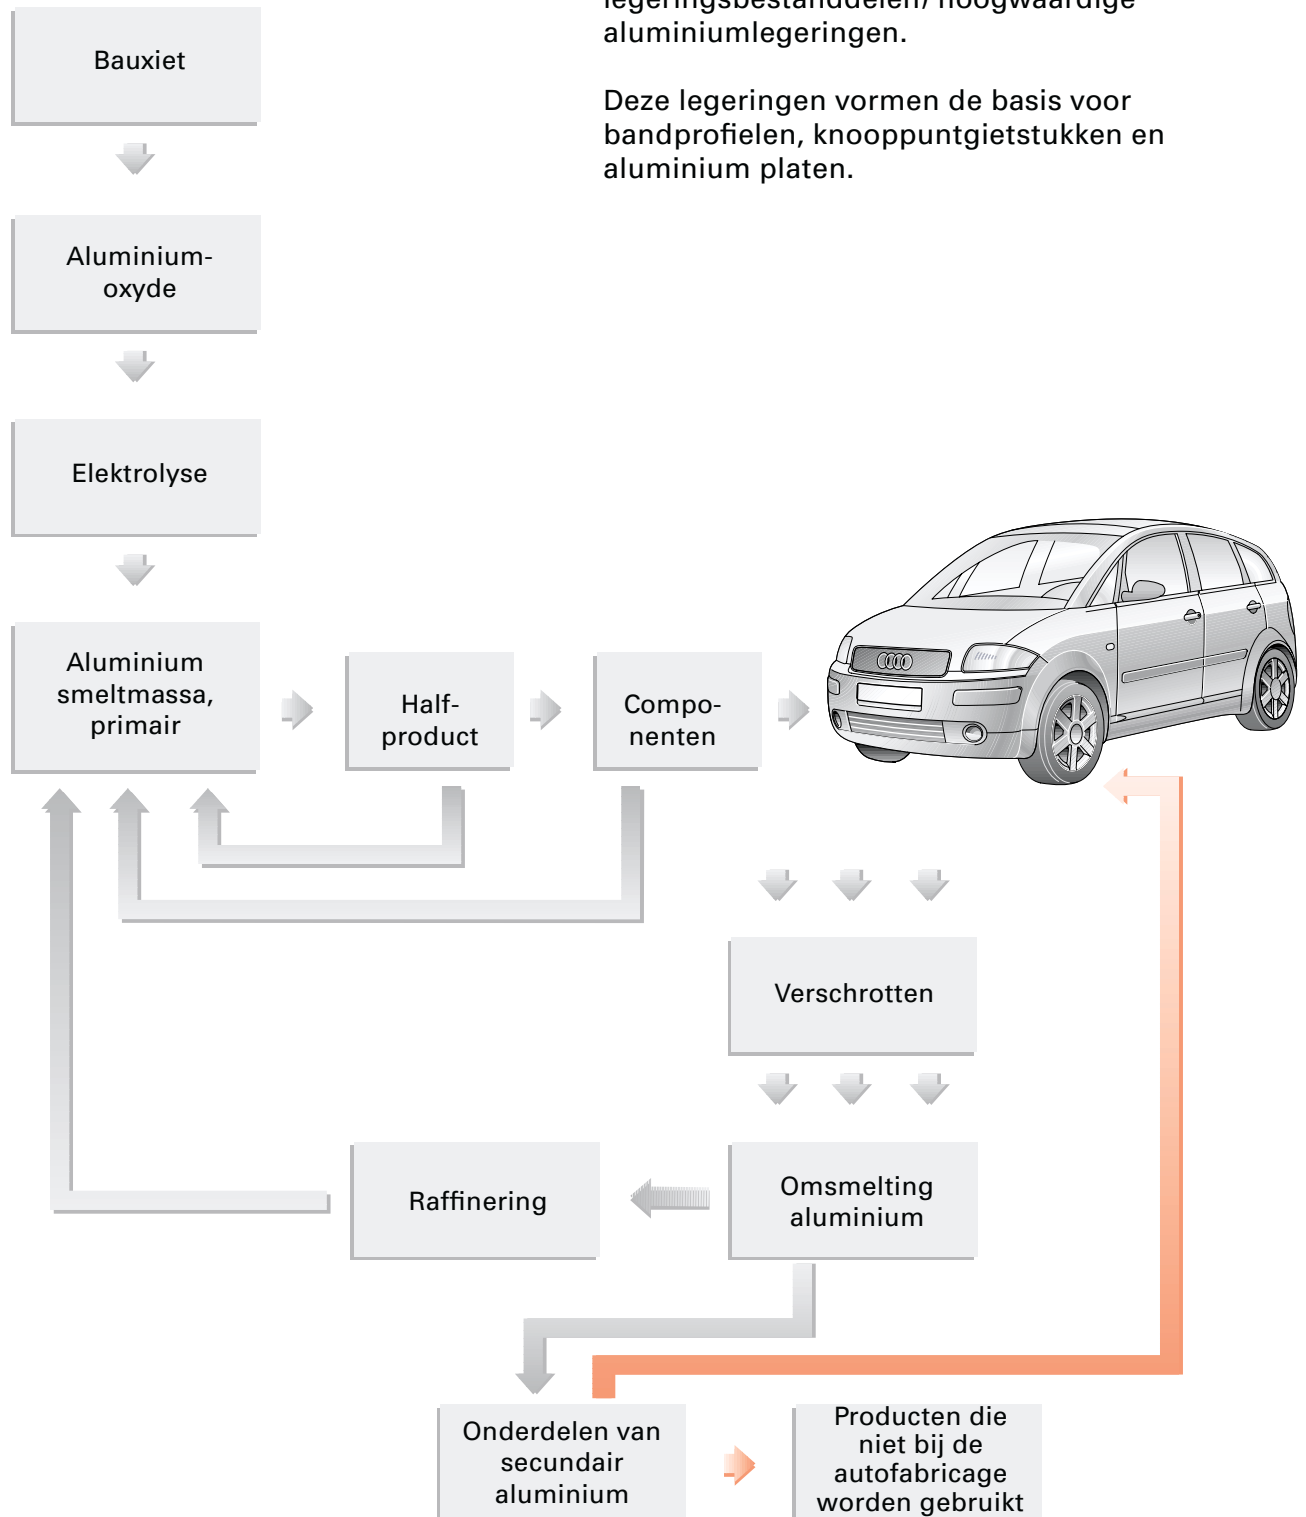 legeringsbestanddelen/ hoogwaardige
aluminiumlegeringen.
Deze legeringen vormen de basis voor
bandprofielen, knooppuntgietstukken en
aluminium platen.
Bauxiet
Aluminium-
oxyde
Elektrolyse
Aluminium
smeltmassa,
primair
Half-
product
Compo-
nenten
Verschrotten
Omsmelting
aluminium
Raffinering
Onderdelen van
secundair
aluminium
Producten die
niet bij de
autofabricage
worden gebruikt